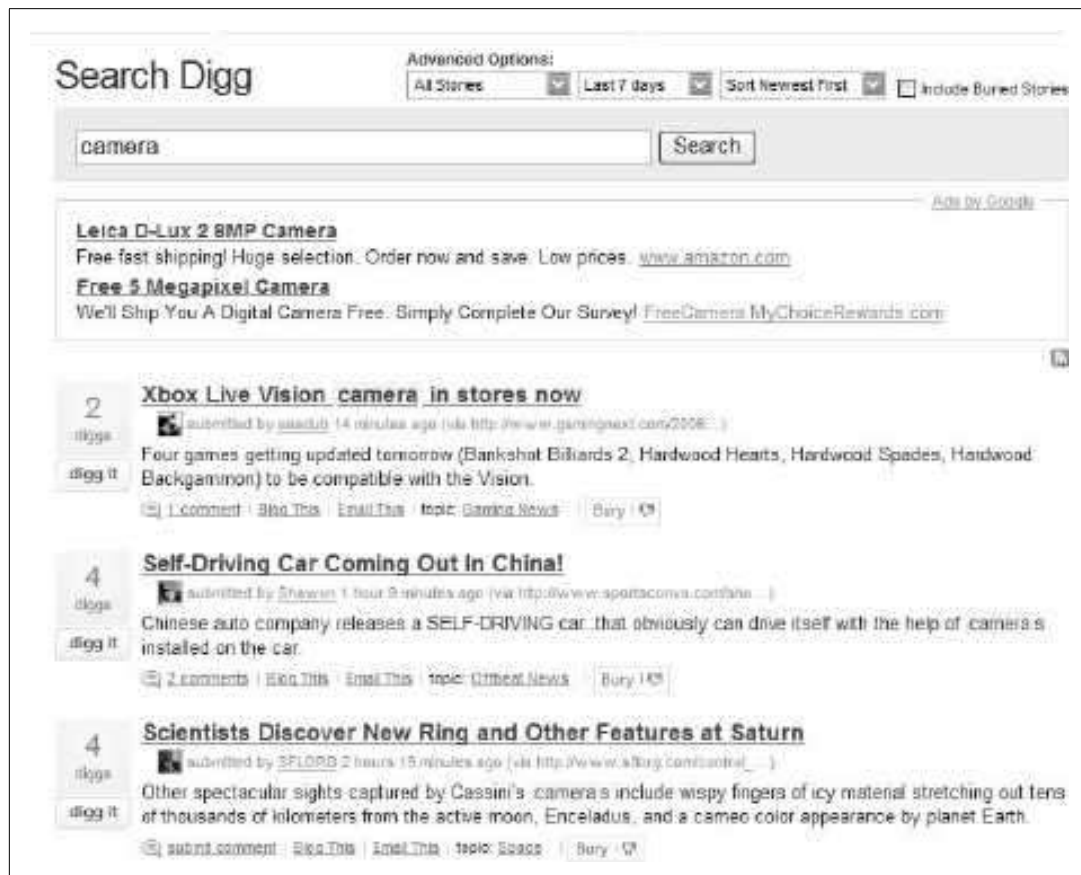 Search Digg
Advanced Options:
All Stories
Last 7 days
Sort Newest First
Include Buried Stories
camera
Search
Ads by Google
Leica D-Lux 2 8MP Camera
Free fast shipping! Huge selection. Order now and save. Low prices. www.amazon.com
Free 5 Megapixel Camera
We'll Ship You A Digital Camera Free. Simply Complete Our Survey! FreeCamera.MyChoiceRewards.com
2
diggs
digg it
Xbox Live Vision camera in stores now
submitted by 14 minutes ago (via http://www.gamingnext.com/2006...)
Four games getting updated tomorrow (Bankshot Billiards 2, Hardwood Hearts, Hardwood Spades, Hardwood
Backgammon) to be compatible with the Vision.
1 comment Blog This Email This topic: Gaming News Bury
4
diggs
digg it
Self-Driving Car Coming Out In China!
submitted by 1 hour 9 minutes ago (via
Chinese auto company releases a SELF-DRIVING car that obviously can drive itself with the help of camera s
installed on the car.
2 comments Blog This Email This topic: Offbeat News Bury
4
diggs
digg it
Scientists Discover New Ring and Other Features at Saturn
submitted by 2 hours 15 minutes ago (via
Other spectacular sights captured by Cassini's camera s include wispy fingers of icy material stretching out tens
of thousands of kilometers from the active moon, Enceladus, and a cameo color appearance by planet Earth.
submit comment Blog This Email This topic: Space Bury